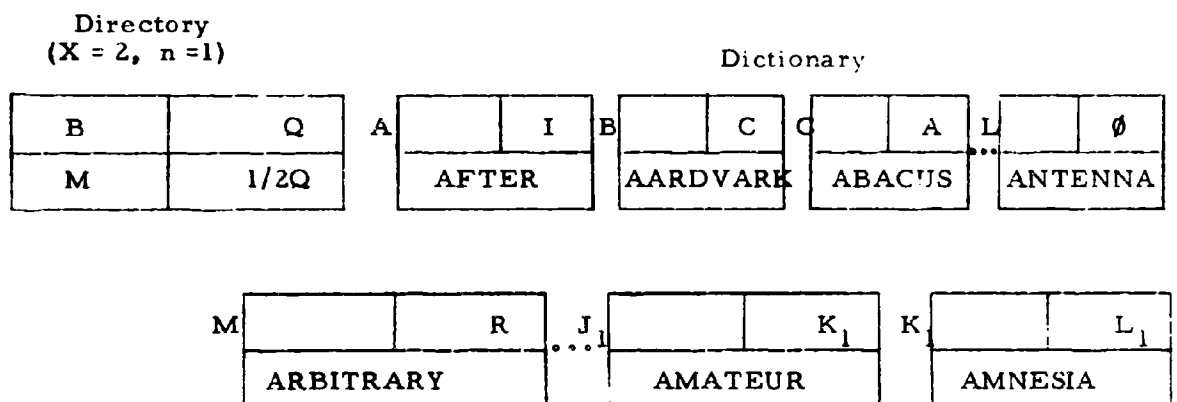 Directory
(X = 2, n =1)
Dictionary
B Q A I B C C A L Ø
M 1/2Q AFTER AARDVARK ABACUS ... ANTENNA
M R J1 K1 K1 L1
ARBITRARY ... AMATEUR AMNESIA